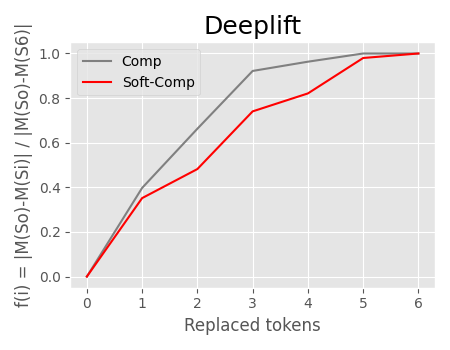 Deeplift
f(i) = |M(So)-M(Si)| / |M(So)-M(S6)|
1.0
0.8
0.6
0.4
0.2
0.0
Comp
Soft-Comp
0 1 2 3 4 5 6
Replaced tokens